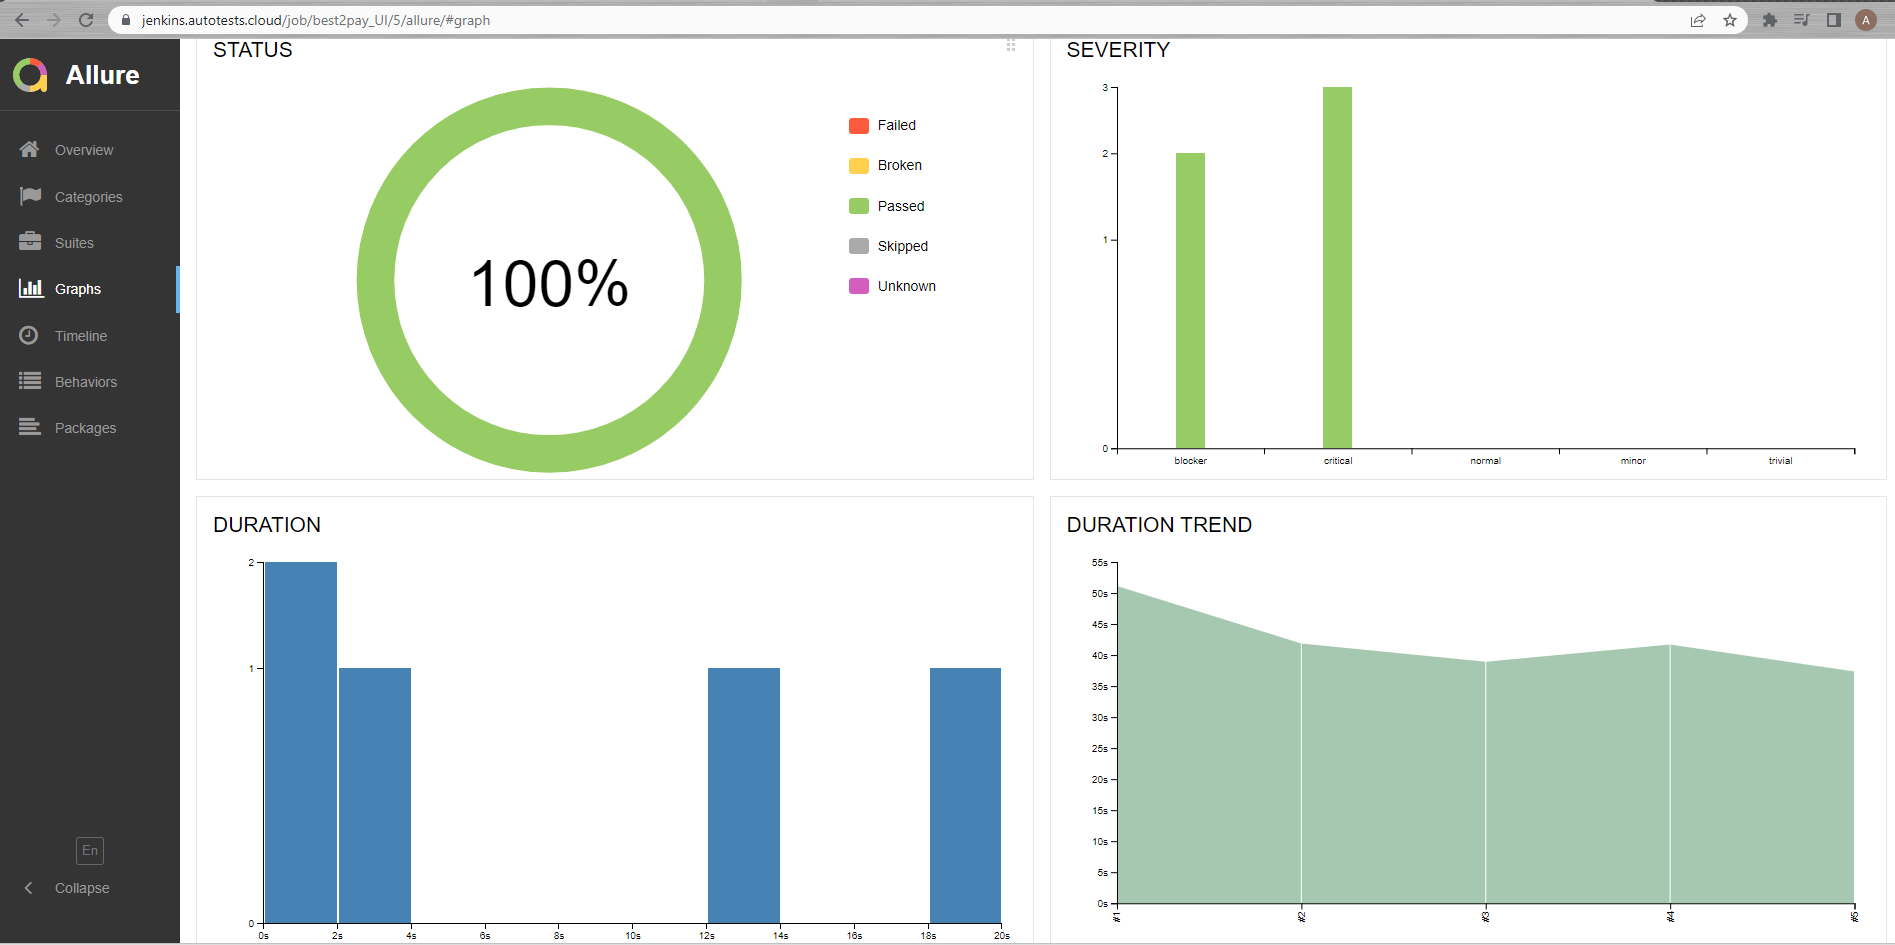 jenkins.autotests.cloud/job/best2pay_UI/5/allure/#graph
A
Allure
Overview
Categories
Suites
Graphs
Timeline
Behaviors
Packages
En
Collapse
STATUS
100%
Failed
Broken
Passed
Skipped
Unknown
SEVERITY
3
2
1
0
blocker critical normal minor trivial
DURATION
2
1
0
0s 2s 4s 6s 8s 10s 12s 14s 16s 18s 20s
DURATION TREND
55s
50s
45s
40s
35s
30s
25s
20s
15s
10s
5s
0s
#1 #2 #3 #4 #5